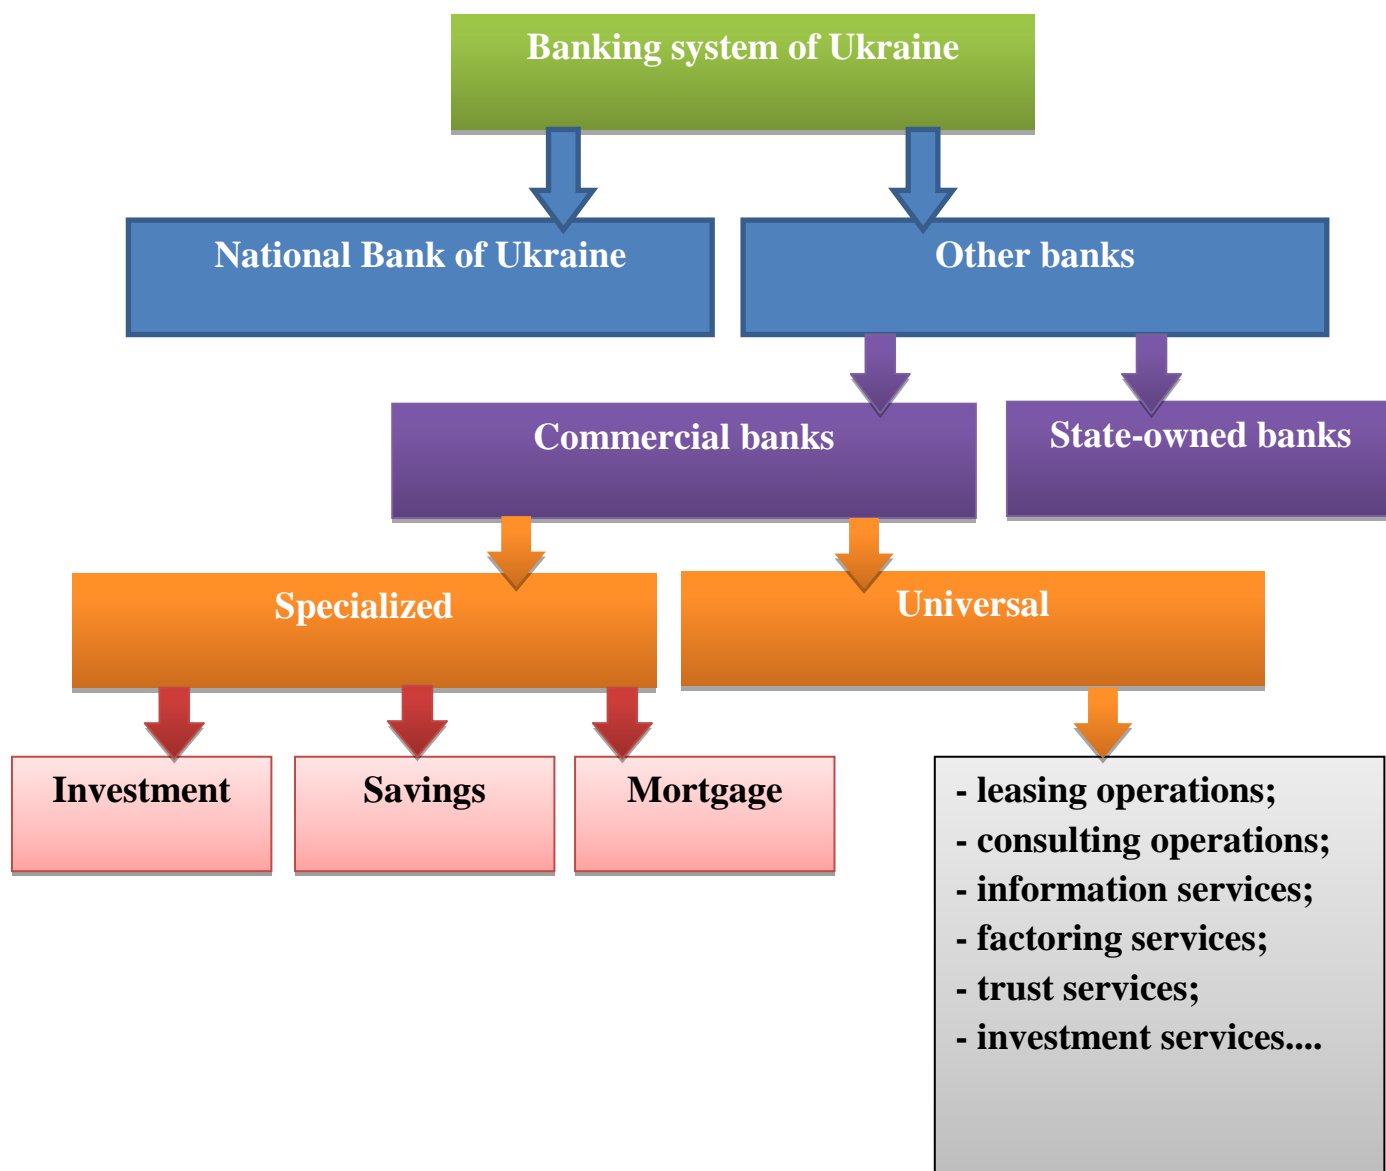 Banking system of Ukraine
National Bank of Ukraine
Other banks
Commercial banks
State-owned banks
Specialized
Universal
Investment
Savings
Mortgage
- leasing operations;
- consulting operations;
- information services;
- factoring services;
- trust services;
- investment services....